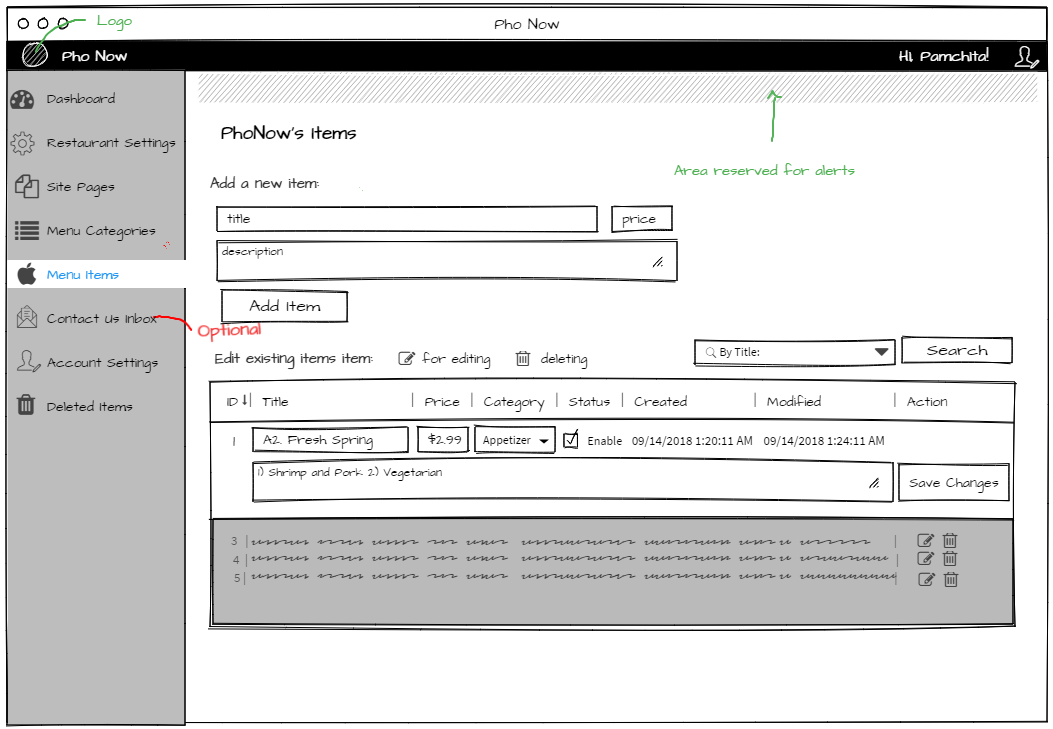 Logo
Pho Now
Pho Now
Hi, Pamchita!
Dashboard
Restaurant Settings
Site Pages
Menu Categories
Menu Items
Contact Us Inbox
Optional
Account Settings
Deleted Items
Area reserved for alerts
PhoNow's Items
Add a new item:
title
price
description
Add Item
Edit existing items item:
for editing
deleting
By Title:
Search
ID Title Price Category Status Created Modified Action
1 A2. Fresh Spring $2.99 Appetizer Enable 09/14/2018 1:20:11 AM 09/14/2018 1:24:11 AM
1) Shrimp and Pork 2) Vegetarian
Save Changes
3
4
5